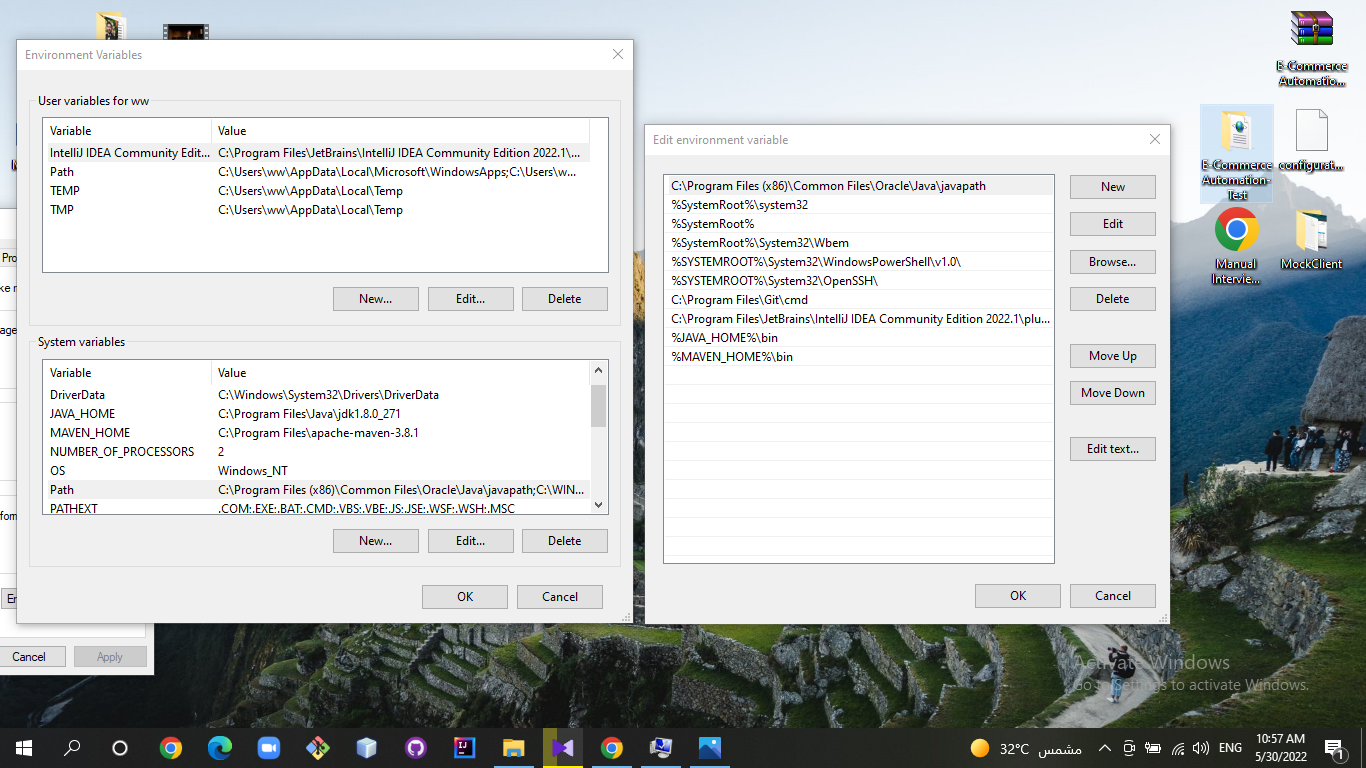 Environment Variables
User variables for ww
Variable Value
IntelliJ IDEA Community Edit... C:\Program Files\JetBrains\IntelliJ IDEA Community Edition 2022.1\...
Path C:\Users\ww\AppData\Local\Microsoft\WindowsApps;C:\Users\w...
TEMP C:\Users\ww\AppData\Local\Temp
TMP C:\Users\ww\AppData\Local\Temp
New... Edit... Delete
System variables
Variable Value
DriverData C:\Windows\System32\Drivers\DriverData
JAVA_HOME C:\Program Files\Java\jdk1.8.0_271
MAVEN_HOME C:\Program Files\apache-maven-3.8.1
NUMBER_OF_PROCESSORS 2
OS Windows_NT
Path C:\Program Files (x86)\Common Files\Oracle\Java\javapath;C:\WIN...
PATHEXT .COM;.EXE;.BAT;.CMD;.VBS;.VBE;.JS;.JSE;.WSF;.WSH;.MSC
New... Edit... Delete
OK Cancel
Cancel Apply
Edit environment variable
C:\Program Files (x86)\Common Files\Oracle\Java\javapath
%SystemRoot%\system32
%SystemRoot%
%SystemRoot%\System32\Wbem
%SYSTEMROOT%\System32\WindowsPowerShell\v1.0\
%SYSTEMROOT%\System32\OpenSSH\
C:\Program Files\Git\cmd
C:\Program Files\JetBrains\IntelliJ IDEA Community Edition 2022.1\plu...
%JAVA_HOME%\bin
%MAVEN_HOME%\bin
New
Edit
Browse...
Delete
Move Up
Move Down
Edit text...
OK Cancel
E-Commerce
Automatio...
E-Commerce
Automation-
Test
configurat...
Manual
Intervie...
MockClient
Activate Windows
Go to Settings to activate Windows.
32°C مشمس
ENG
10:57 AM
5/30/2022
1